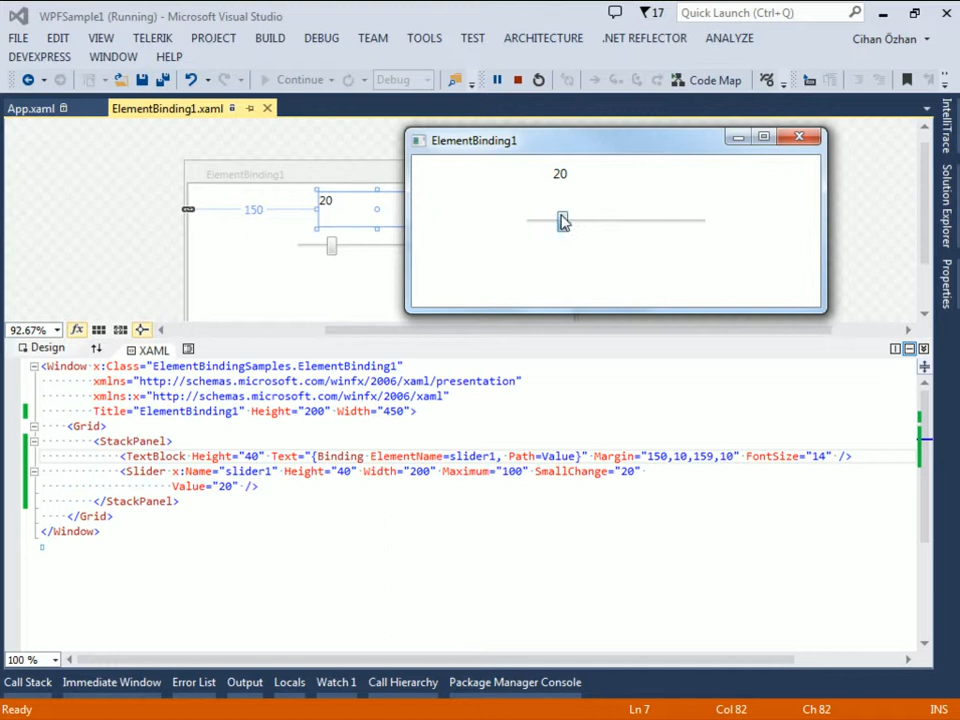 WPFSample1 (Running) - Microsoft Visual Studio
17
Quick Launch (Ctrl+Q)
FILE EDIT VIEW TELERIK PROJECT BUILD DEBUG TEAM TOOLS TEST ARCHITECTURE .NET REFLECTOR ANALYZE
Cihan Özhan
DEVEXPRESS WINDOW HELP
Continue
Debug
Code Map
App.xaml
ElementBinding1.xaml
IntelliTrace
Solution Explorer
Properties
ElementBinding1
20
150
ElementBinding1
20
92.67%
fx
Design
XAML
<Window x:Class="ElementBindingSamples.ElementBinding1"
xmlns="http://schemas.microsoft.com/winfx/2006/xaml/presentation"
xmlns:x="http://schemas.microsoft.com/winfx/2006/xaml"
Title="ElementBinding1" Height="200" Width="450">
<Grid>
<StackPanel>
<TextBlock Height="40" Text="{Binding ElementName=slider1, Path=Value}" Margin="150,10,159,10" FontSize="14" />
<Slider x:Name="slider1" Height="40" Width="200" Maximum="100" SmallChange="20"
Value="20" />
</StackPanel>
</Grid>
</Window>
100 %
Call Stack Immediate Window Error List Output Locals Watch 1 Call Hierarchy Package Manager Console
Ready
Ln 7
Col 82
Ch 82
INS